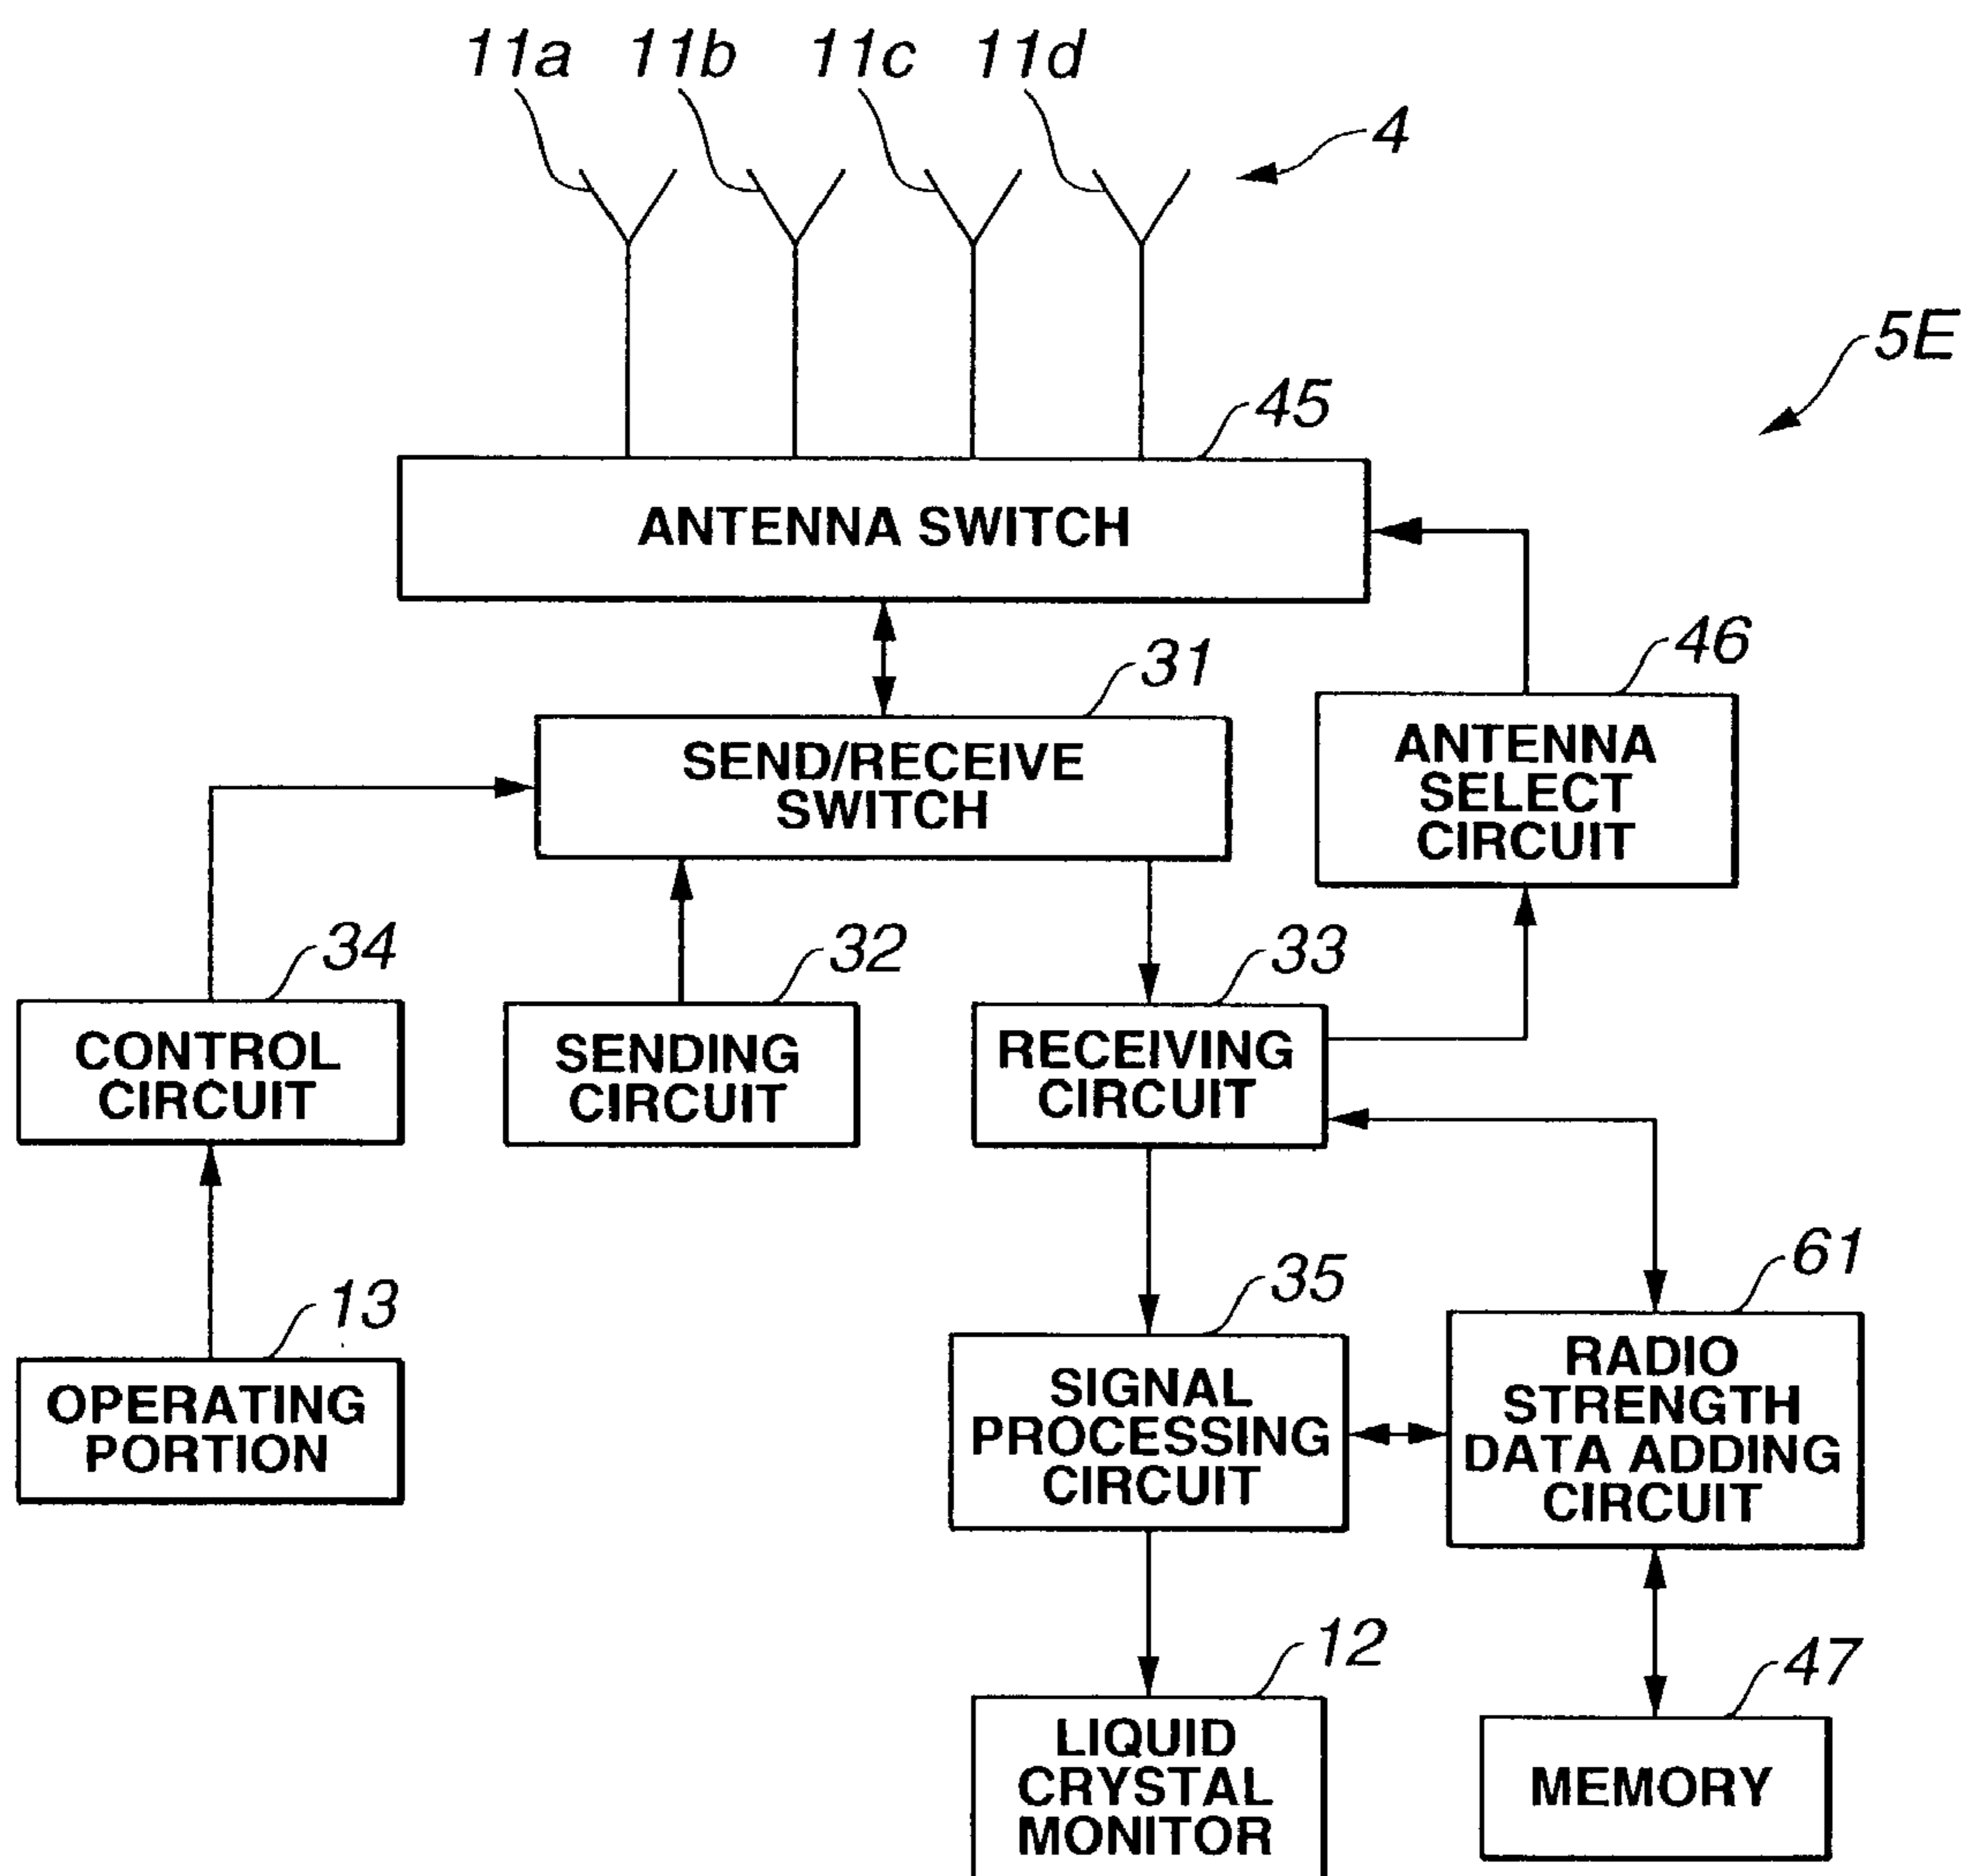 11a 11b 11c 11d
4
5E
45
ANTENNA SWITCH
31
46
SEND/RECEIVE
SWITCH
ANTENNA
SELECT
CIRCUIT
34
32
33
CONTROL
CIRCUIT
SENDING
CIRCUIT
RECEIVING
CIRCUIT
13
35
61
OPERATING
PORTION
SIGNAL
PROCESSING
CIRCUIT
RADIO
STRENGTH
DATA ADDING
CIRCUIT
12
47
LIQUID
CRYSTAL
MONITOR
MEMORY